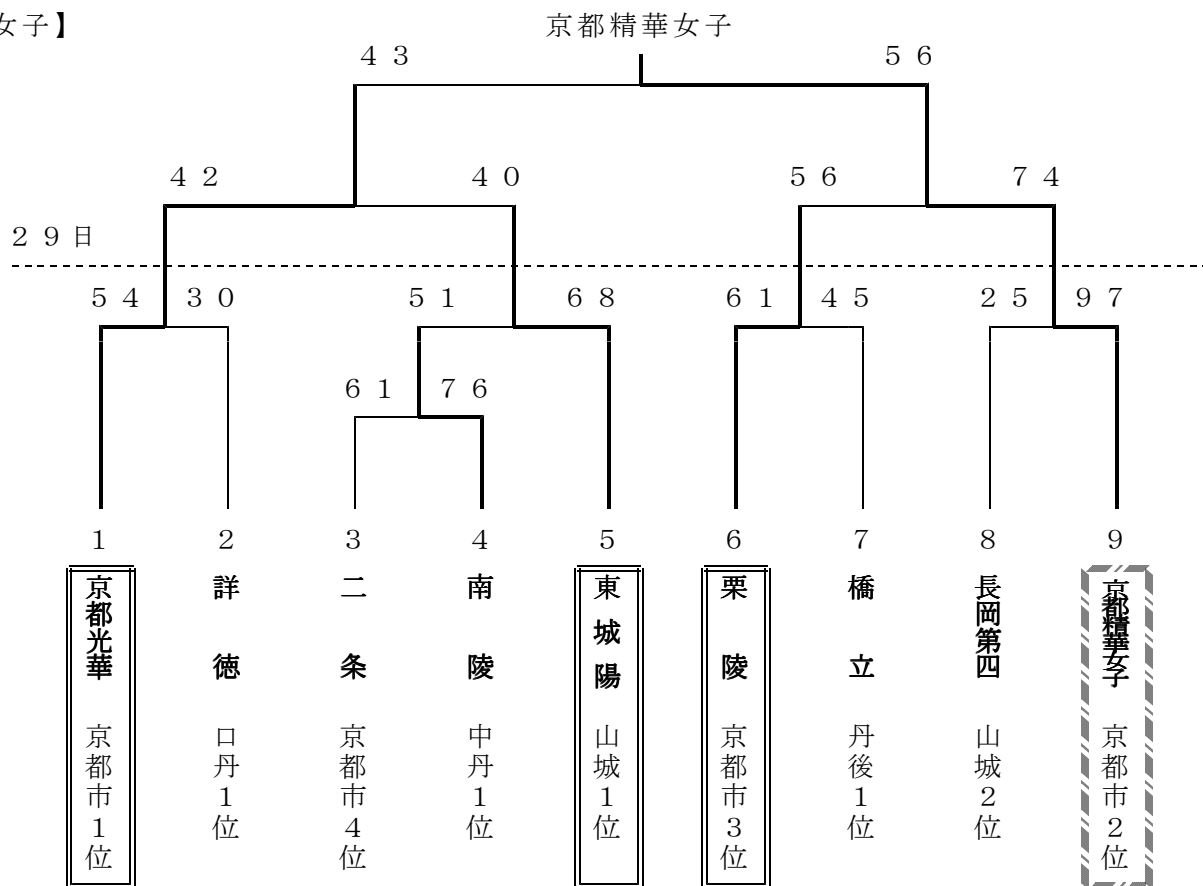 女子】
京都精華女子
４３ ５６
４２ ４０ ５６ ７４
２９日
５４ ３０ ５１ ６８ ６１ ４５ ２５ ９７
６１ ７６
１ ２ ３ ４ ５ ６ ７ ８ ９
京都光華 京都市１位
詳徳 口丹１位
二条 京都市４位
南陵 中丹１位
東城陽 山城１位
栗陵 京都市３位
橋立 丹後１位
長岡第四 山城２位
京都精華女子 京都市２位